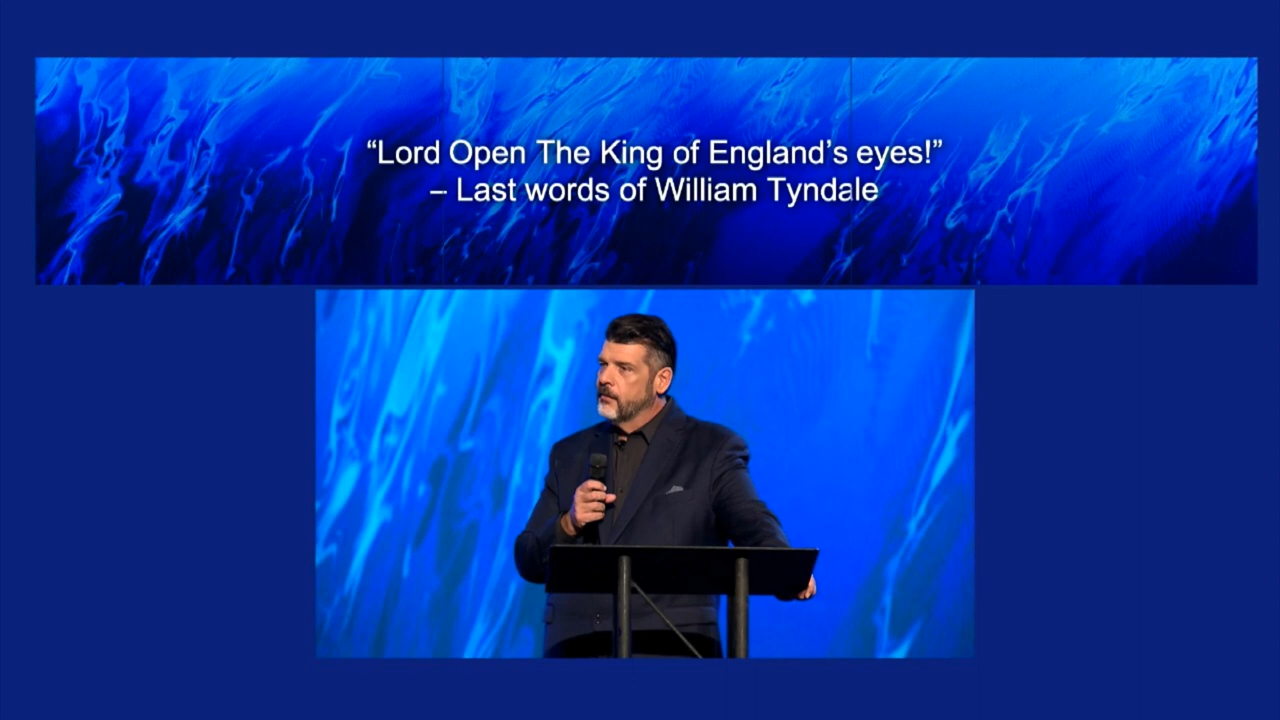 “Lord Open The King of England’s eyes!”
– Last words of William Tyndale